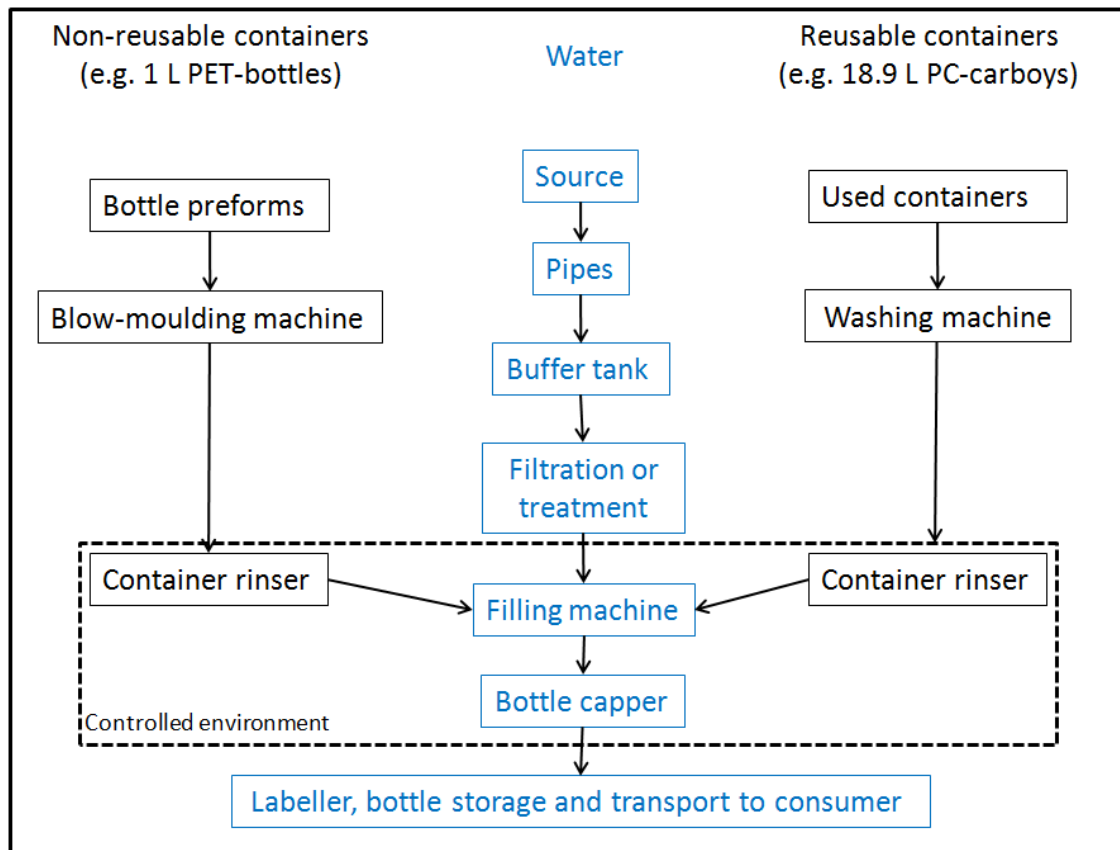 Non-reusable containers
(e.g. 1 L PET-bottles)
Water
Reusable containers
(e.g. 18.9 L PC-carboys)
Source
Bottle preforms
Used containers
Pipes
Blow-moulding machine
Washing machine
Buffer tank
Filtration or
treatment
Container rinser
Container rinser
Filling machine
Bottle capper
Controlled environment
Labeller, bottle storage and transport to consumer